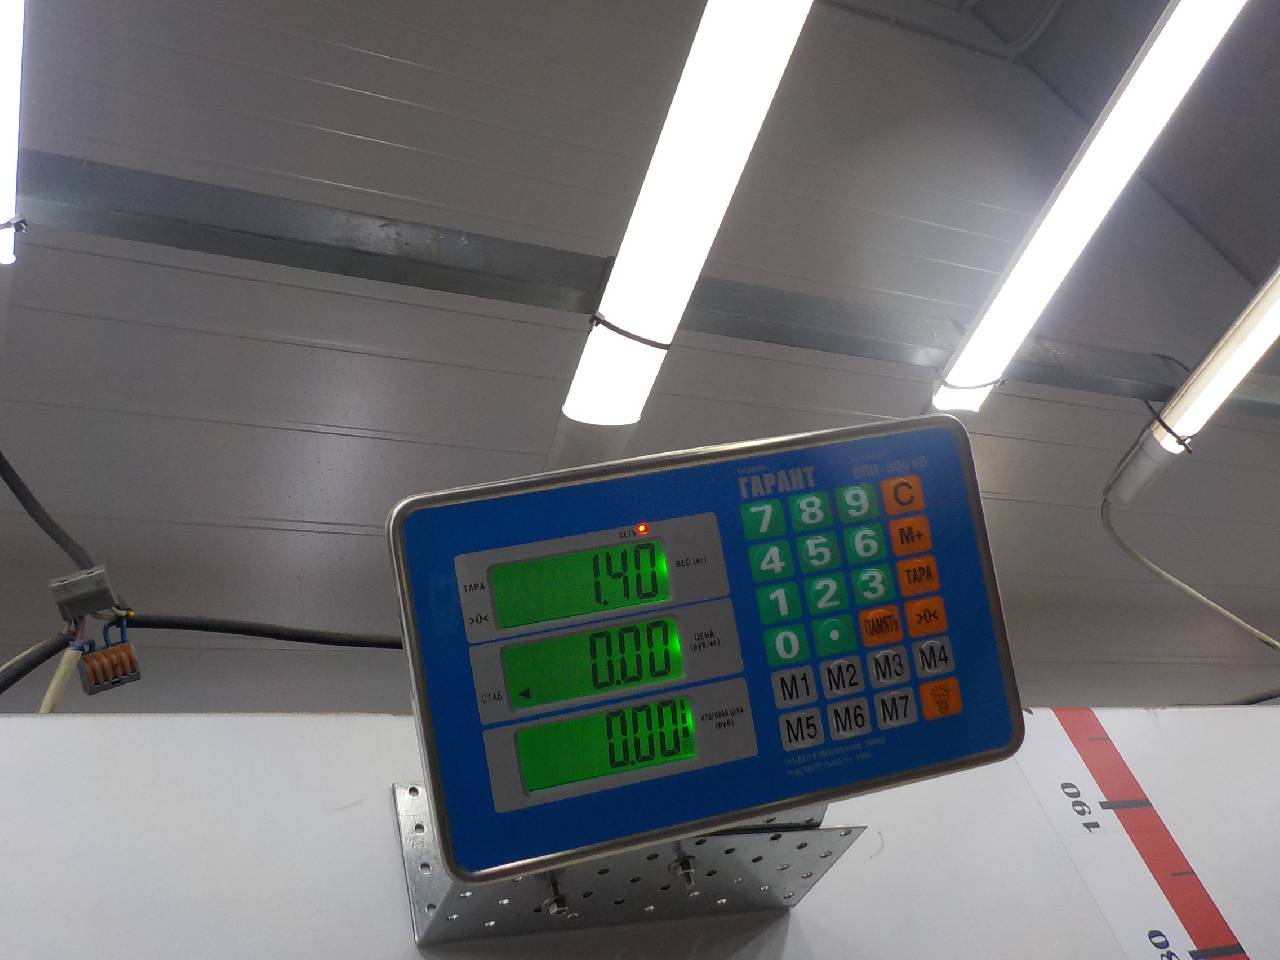 ГАРАНТ
ВПН-300УБ
СЕТЬ
ТАРА
>0<
1.40
ВЕС (кг)
СТАБ
0.00
ЦЕНА
(руб/кг)
0.00
ИТОГОВАЯ ЦЕНА
(руб)
7 8 9 C
4 5 6 M+
1 2 3 ТАРА
0 . ПАМЯТЬ >0<
M1 M2 M3 M4
M5 M6 M7
190
80